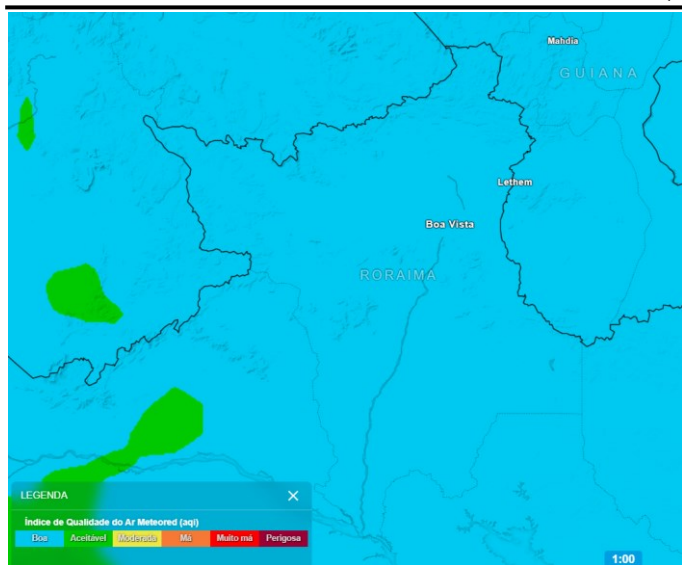 Mahdia
GUIANA
Lethem
Boa Vista
RORAIMA
LEGENDA
Índice de Qualidade do Ar Meteored (aqi)
Boa Aceitável Moderada Má Muito má Perigosa
1:00